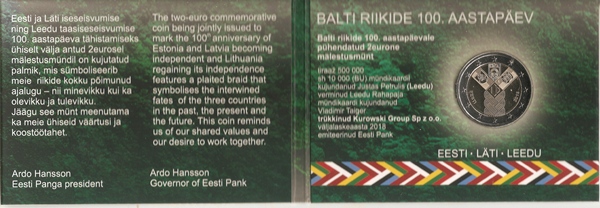 Eesti ja Läti iseseisvumise
ning Leedu taasiseseisvumise
100. aastapäeva tähistamiseks
ühiselt välja antud 2eurosel
mälestusmündil on kujutatud
palmik, mis sümboliseerib
meie riikide kokku põimunud
ajalugu – nii minevikku kui ka
olevikku ja tulevikku.
Jäägu see münt meenutama
ka meie ühiseid väärtusi ja
koostöötahet.
Ardo Hansson
Eesti Panga president
The two-euro commemorative
coin being jointly issued to
mark the 100th anniversary of
Estonia and Latvia becoming
independent and Lithuania
regaining its independence
features a plaited braid that
symbolises the interwined
fates of the three countries
in the past, the present and
the future. This coin reminds
us of our shared values and
our desire to work together.
Ardo Hansson
Governor of Eesti Pank
BALTI RIIKIDE 100. AASTAPÄEV
Balti riikide 100. aastapäevale
pühendatud 2eurone
mälestusmünt
tiraaž 500 000
sh 10 000 (BU) mündikaardil
kujundanud Justas Petrulis (Leedu)
verminud Leedu Rahapaja
mündikaardi kujundanud
Vladimir Taiger
trükkinud Kurowski Group Sp z o.o.
väljalaskeaasta 2018
emiteerinud Eesti Pank
EESTI · LÄTI · LEEDU